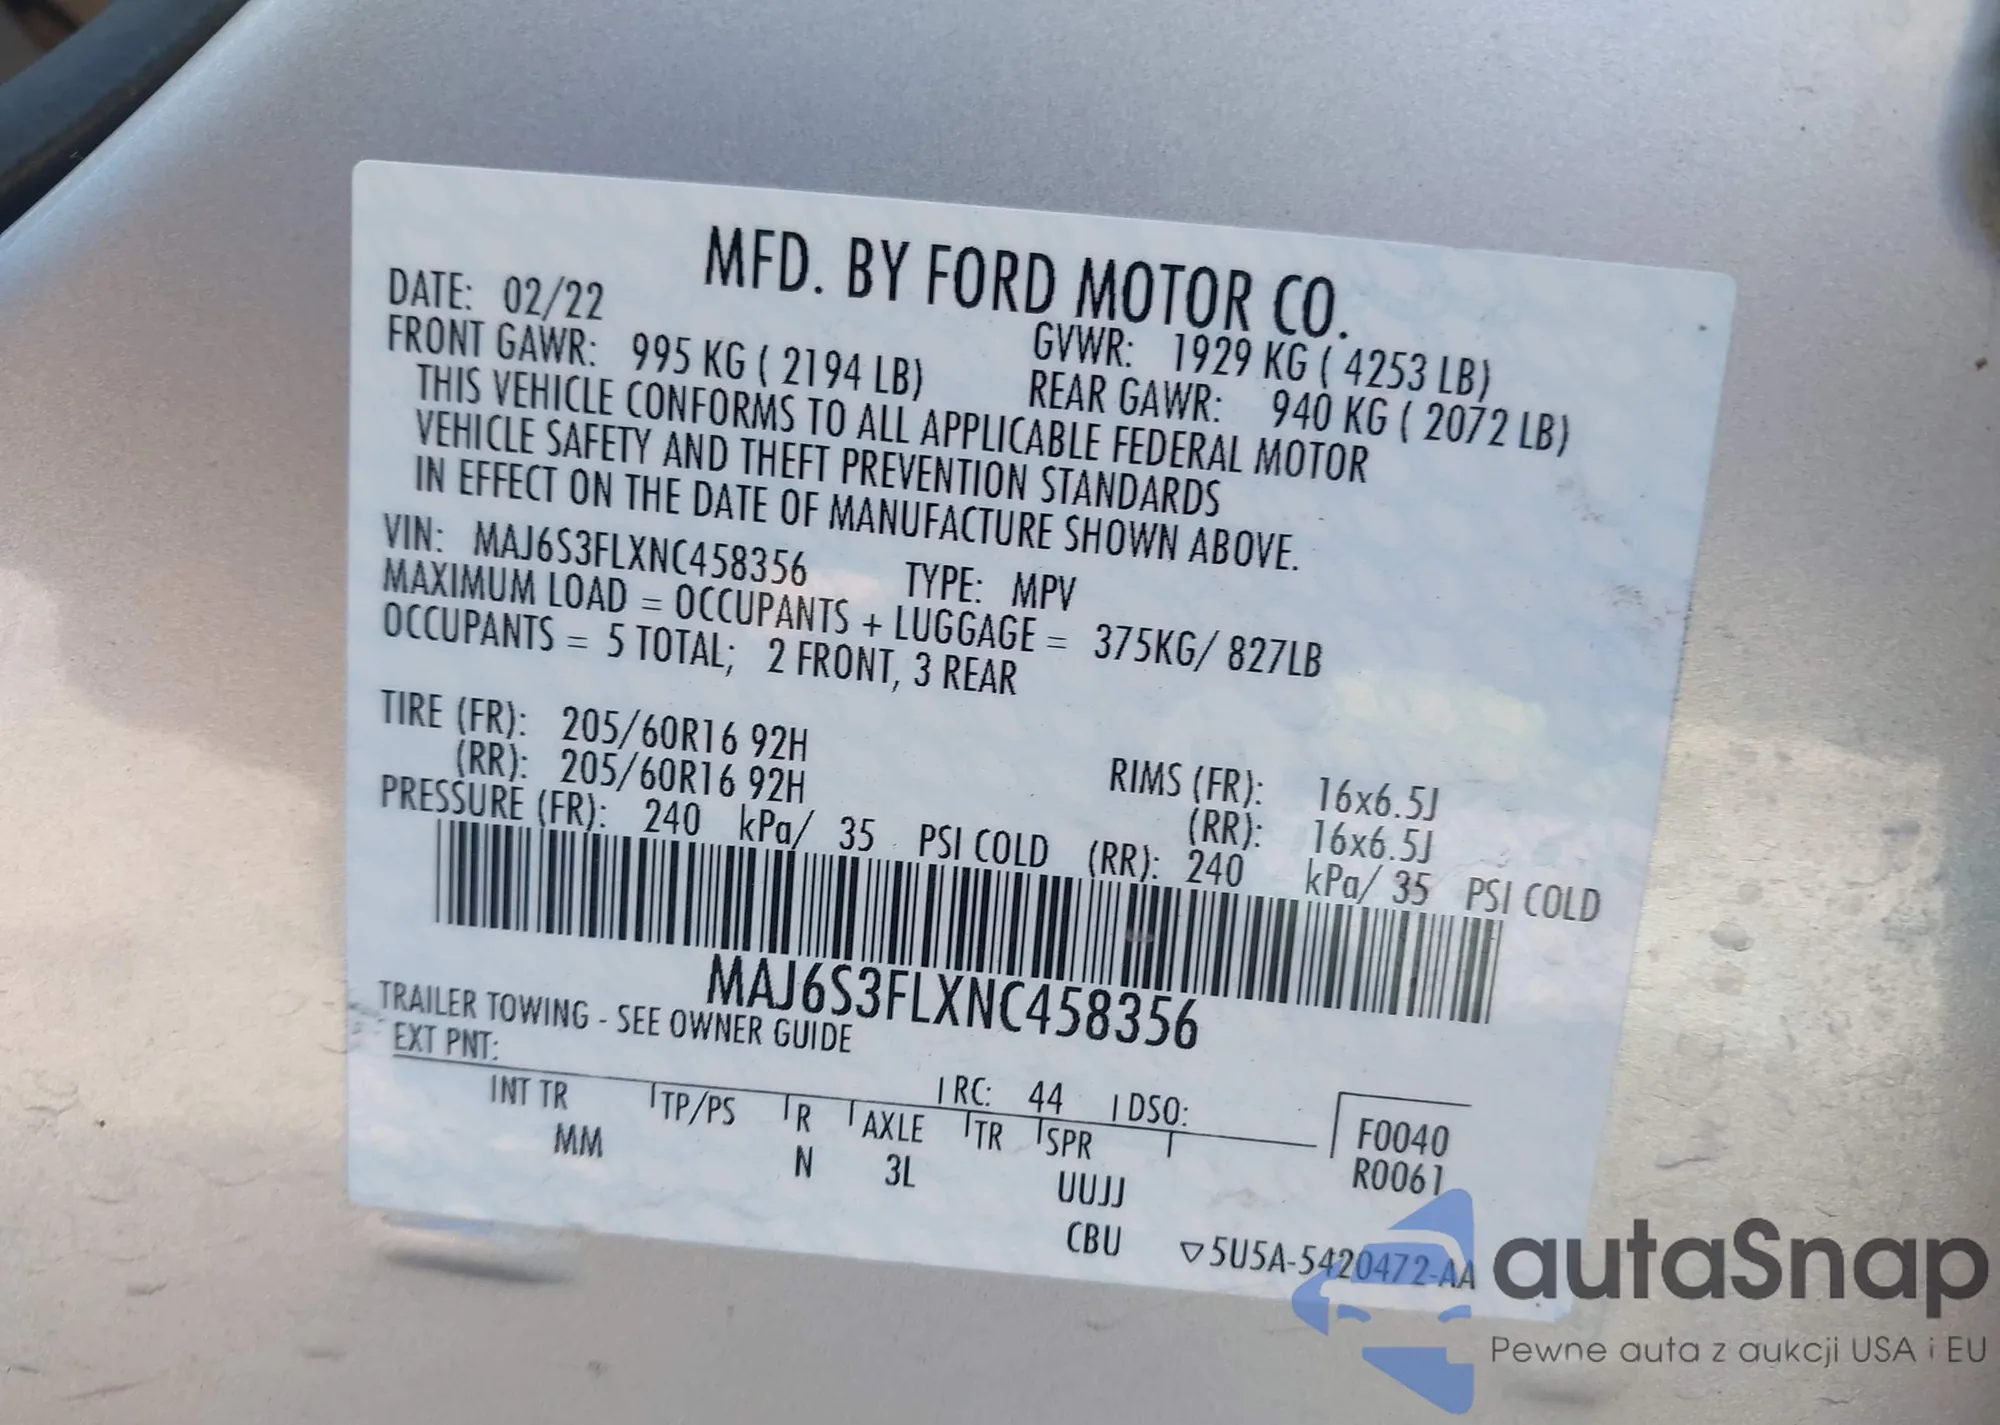 MFD. BY FORD MOTOR CO.
DATE: 02/22
GVWR: 1929 KG ( 4253 LB)
FRONT GAWR: 995 KG ( 2194 LB)
REAR GAWR: 940 KG ( 2072 LB)
THIS VEHICLE CONFORMS TO ALL APPLICABLE FEDERAL MOTOR
VEHICLE SAFETY AND THEFT PREVENTION STANDARDS
IN EFFECT ON THE DATE OF MANUFACTURE SHOWN ABOVE.
VIN: MAJ6S3FLXNC458356 TYPE: MPV
MAXIMUM LOAD = OCCUPANTS + LUGGAGE = 375KG/ 827LB
OCCUPANTS = 5 TOTAL; 2 FRONT, 3 REAR
TIRE (FR): 205/60R16 92H RIMS (FR): 16x6.5J
(RR): 205/60R16 92H (RR): 16x6.5J
PRESSURE (FR): 240 kPa/ 35 PSI COLD (RR): 240 kPa/ 35 PSI COLD
MAJ6S3FLXNC458356
TRAILER TOWING - SEE OWNER GUIDE
EXT PNT: RC: 44 DSO:
INT TR TP/PS R AXLE TR SPR F0040
MM N 3L UUJJ R0061
CBU ▽5U5A-5420472-AA
autaSnap
Pewne auta z aukcji USA i EU